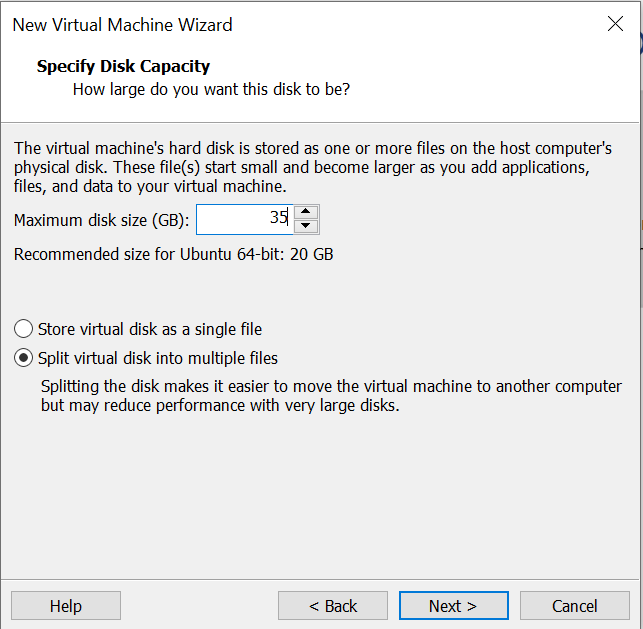 New Virtual Machine Wizard
Specify Disk Capacity
How large do you want this disk to be?
The virtual machine's hard disk is stored as one or more files on the host computer's
physical disk. These file(s) start small and become larger as you add applications,
files, and data to your virtual machine.
Maximum disk size (GB): 35
Recommended size for Ubuntu 64-bit: 20 GB
Store virtual disk as a single file
Split virtual disk into multiple files
Splitting the disk makes it easier to move the virtual machine to another computer
but may reduce performance with very large disks.
Help < Back Next > Cancel